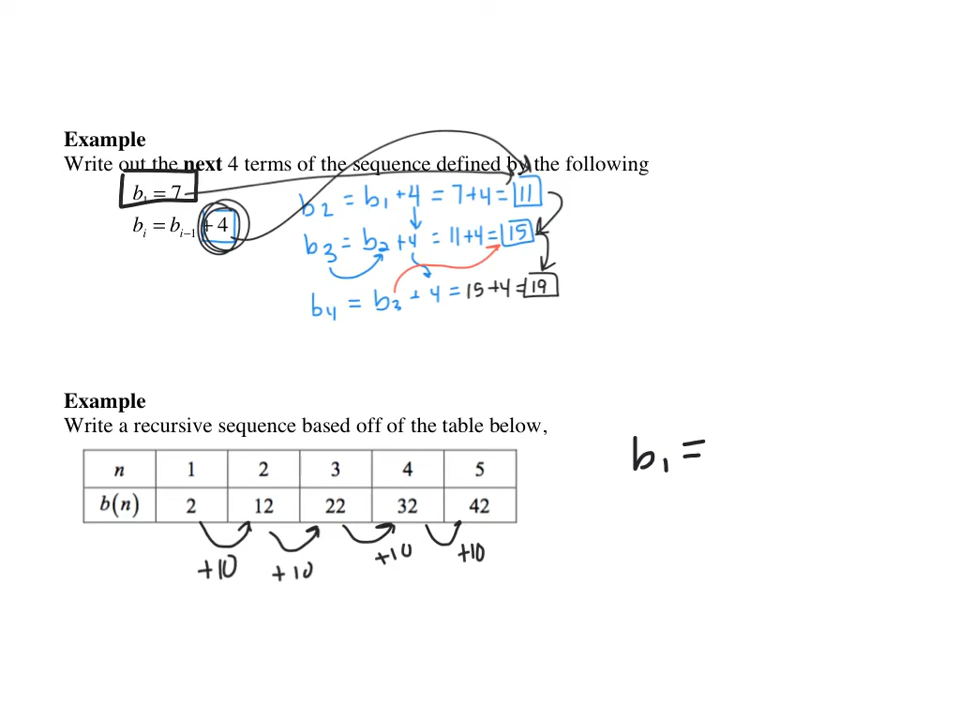 Example
Write out the next 4 terms of the sequence defined by the following
b₁ = 7
b₂ = b₁ + 4 = 7+4 = 11
bᵢ = bᵢ₋₁ + 4
b₃ = b₂ + 4 = 11+4 = 15
b₄ = b₃ + 4 = 15+4 = 19
Example
Write a recursive sequence based off of the table below,
b₁ =
n 1 2 3 4 5
b(n) 2 12 22 32 42
+10 +10 +10 +10